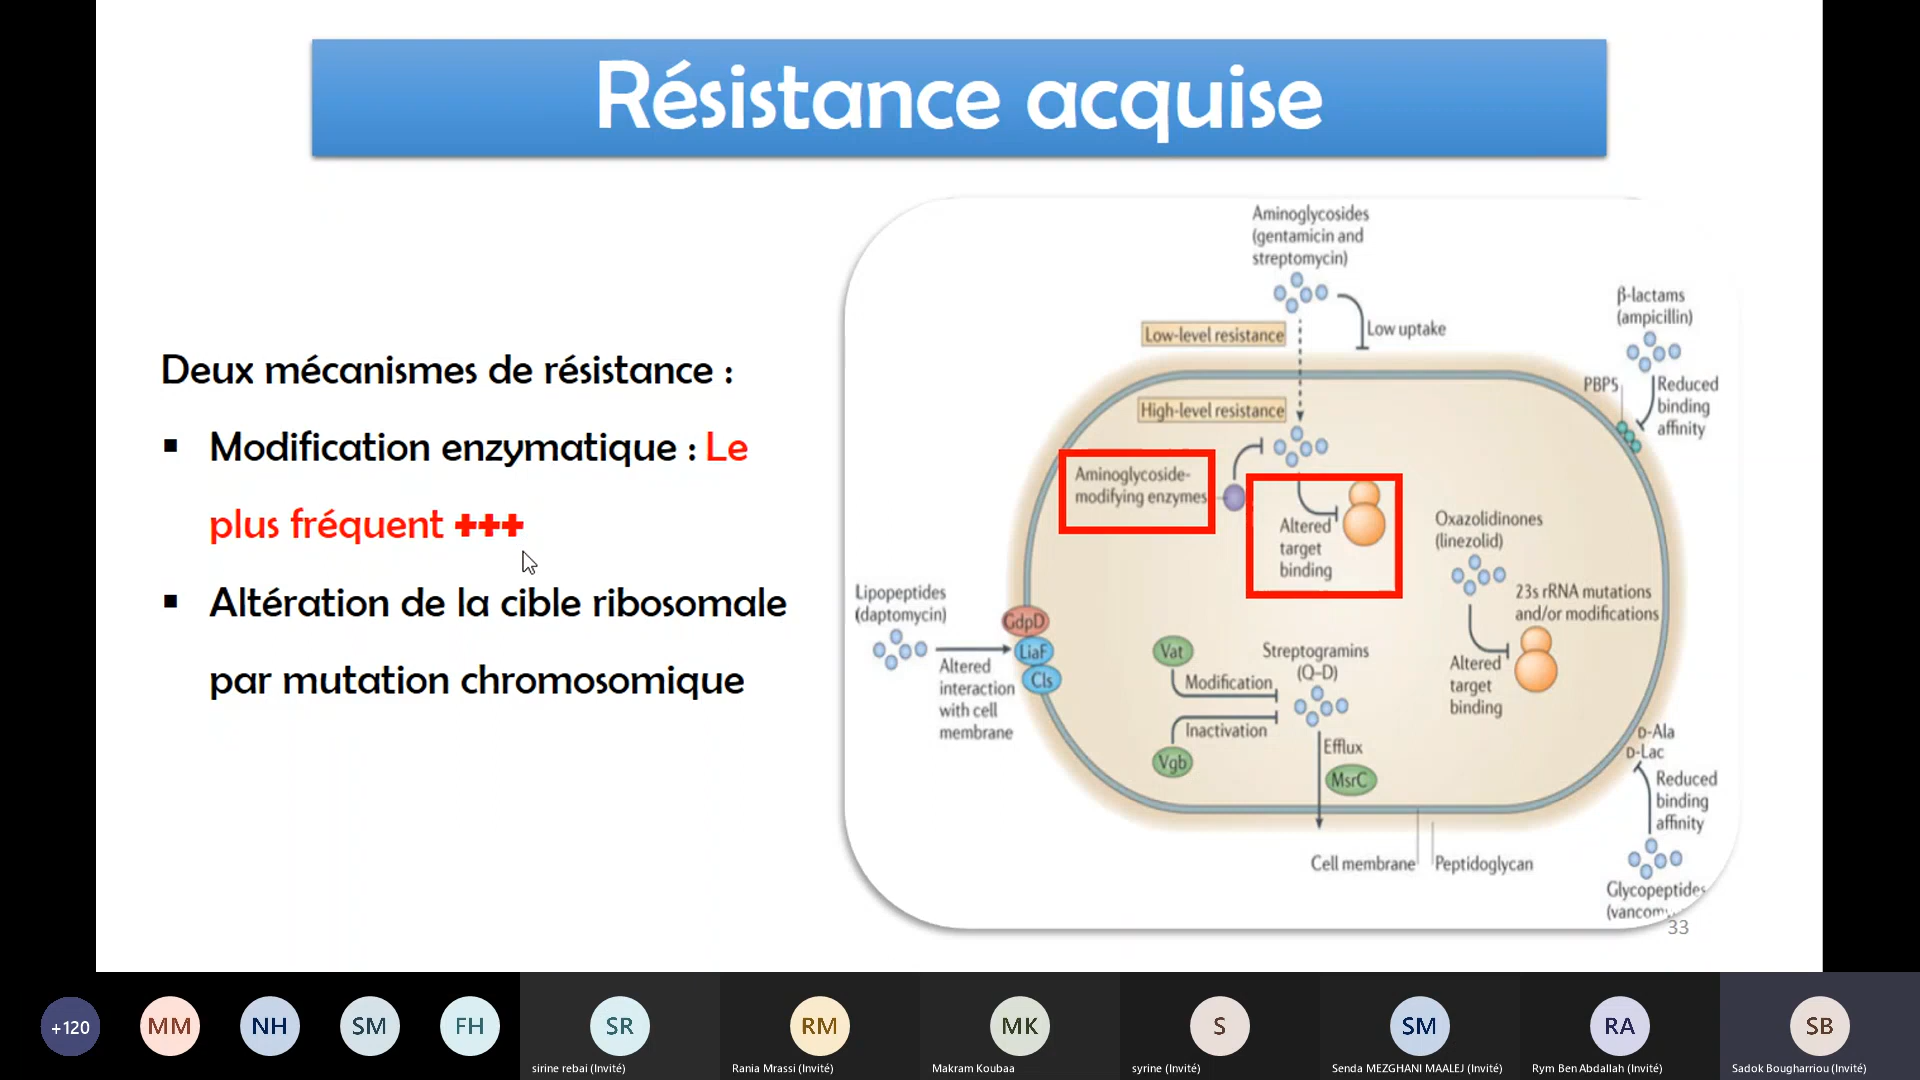 Résistance acquise
Deux mécanismes de résistance :
▪ Modification enzymatique : Le
plus fréquent +++
▪ Altération de la cible ribosomale
par mutation chromosomique
Aminoglycosides
(gentamicin and
streptomycin)
Low-level resistance
Low uptake
High-level resistance
β-lactams
(ampicillin)
PBP5
Reduced
binding
affinity
Aminoglycoside-
modifying enzymes
Altered
target
binding
Oxazolidinones
(linezolid)
23s rRNA mutations
and/or modifications
Altered
target
binding
Lipopeptides
(daptomycin)
GdpD
LiaF
Cls
Altered
interaction
with cell
membrane
Vat
Modification
Streptogramins
(Q–D)
Inactivation
Vgb
Efflux
MsrC
D-Ala
D-Lac
Reduced
binding
affinity
Cell membrane
Peptidoglycan
Glycopeptides
33
+120
MM
NH
SM
FH
SR
sirine rebai (Invité)
RM
Rania Mrassi (Invité)
MK
Makram Koubaa
S
syrine (Invité)
SM
Senda MEZGHANI MAALEJ (Invité)
RA
Rym Ben Abdallah (Invité)
SB
Sadok Bougharriou (Invité)